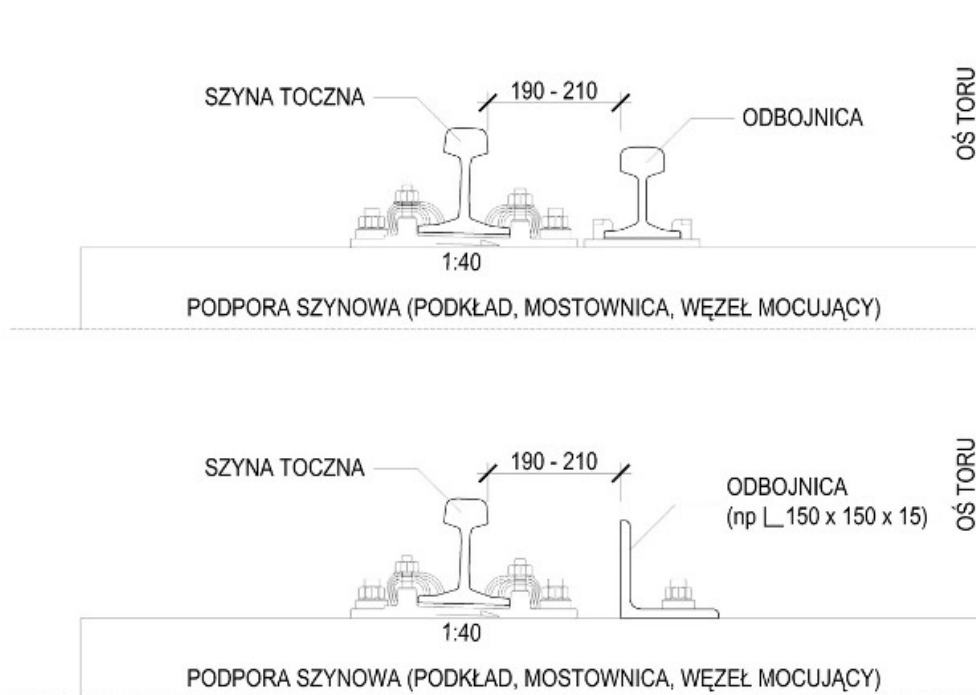 SZYNA TOCZNA
190 - 210
ODBOJNICA
OŚ TORU
1:40
PODPORA SZYNOWA (PODKŁAD, MOSTOWNICA, WĘZEŁ MOCUJĄCY)
SZYNA TOCZNA
190 - 210
ODBOJNICA
(np L 150 x 150 x 15)
OŚ TORU
1:40
PODPORA SZYNOWA (PODKŁAD, MOSTOWNICA, WĘZEŁ MOCUJĄCY)